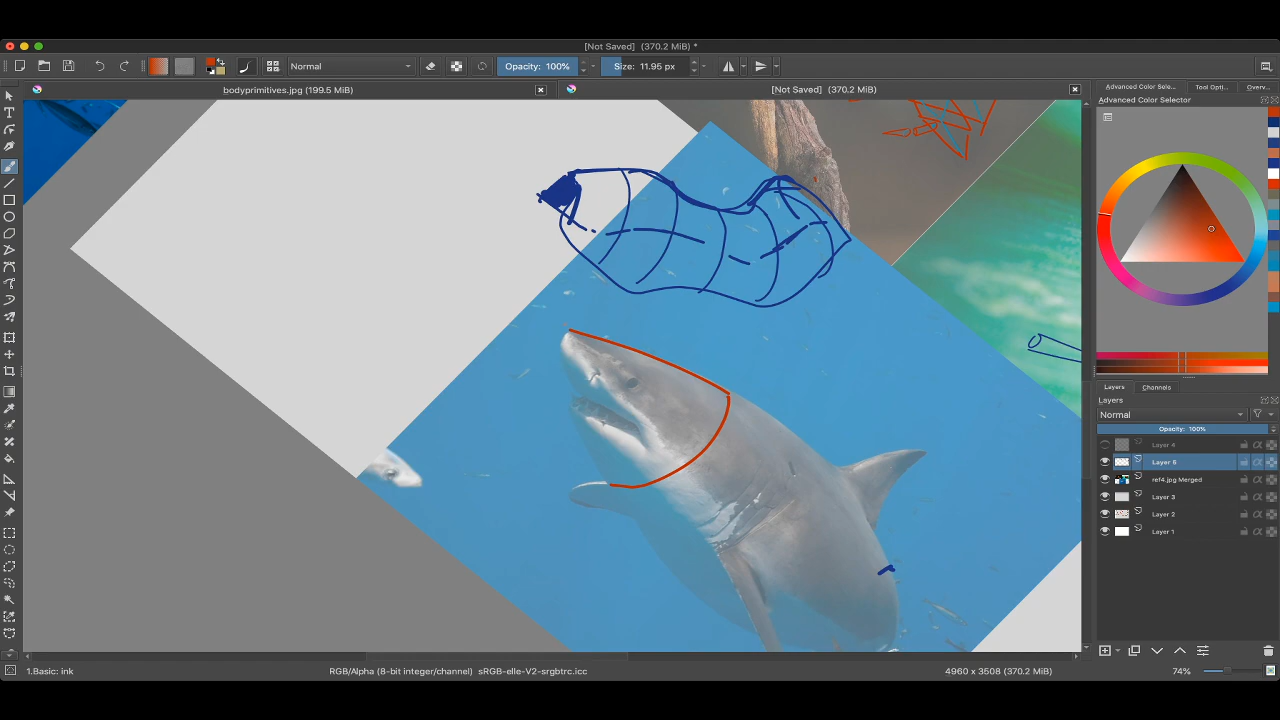 [Not Saved] (370.2 MiB) *
Normal
Opacity: 100%
Size: 11.95 px
bodyprimitives.jpg (199.5 MiB)
[Not Saved] (370.2 MiB)
Advanced Color Selec... Tool Opti... Overv...
Advanced Color Selector
Layers Channels
Layers
Normal
Opacity: 100%
Layer 4
Layer 5
ref4.jpg Merged
Layer 3
Layer 2
Layer 1
1.Basic: ink
RGB/Alpha (8-bit integer/channel) sRGB-elle-V2-srgbtrc.icc
4960 x 3508 (370.2 MiB)
74%